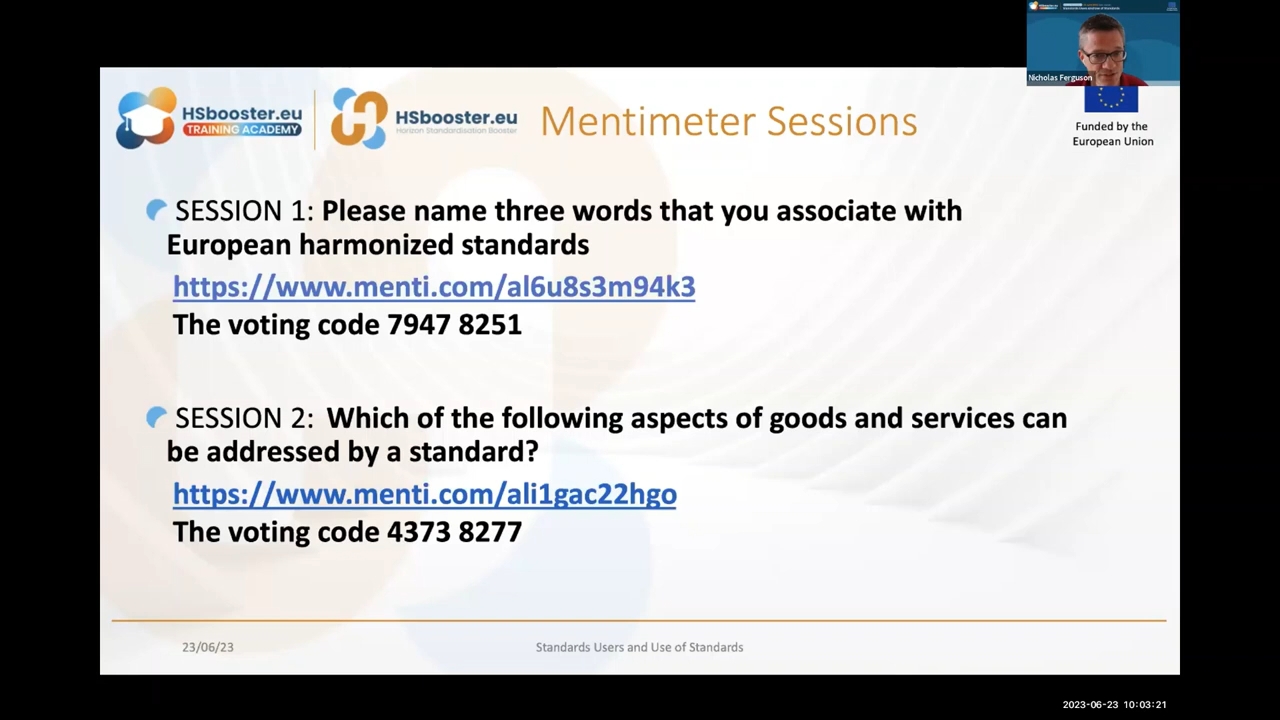 Nicholas Ferguson
HSbooster.eu
TRAINING ACADEMY
HSbooster.eu
Horizon Standardisation Booster
Mentimeter Sessions
Funded by the
European Union
SESSION 1: Please name three words that you associate with
European harmonized standards
https://www.menti.com/al6u8s3m94k3
The voting code 7947 8251
SESSION 2: Which of the following aspects of goods and services can
be addressed by a standard?
https://www.menti.com/ali1gac22hgo
The voting code 4373 8277
23/06/23
Standards Users and Use of Standards
2023-06-23 10:03:21